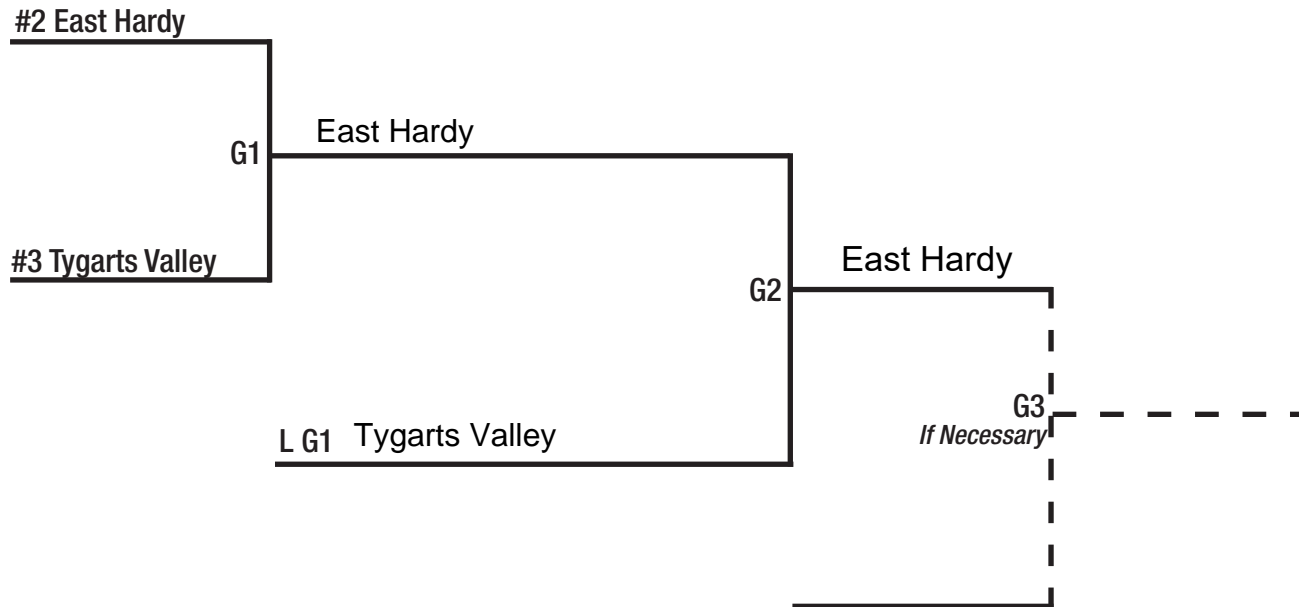 #2 East Hardy
East Hardy
G1
#3 Tygarts Valley
East Hardy
G2
G3
If Necessary
L G1 Tygarts Valley